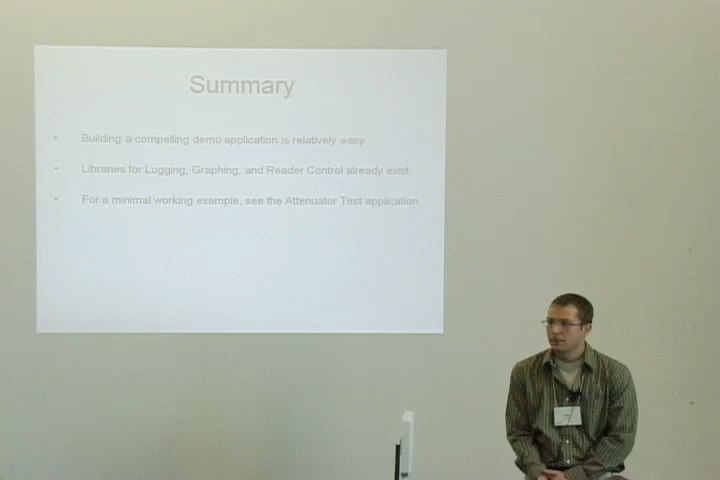 Summary
• Building a compelling demo application is relatively easy
• Libraries for Logging, Graphing, and Reader Control already exist
• For a minimal working example, see the Attenuator Test application